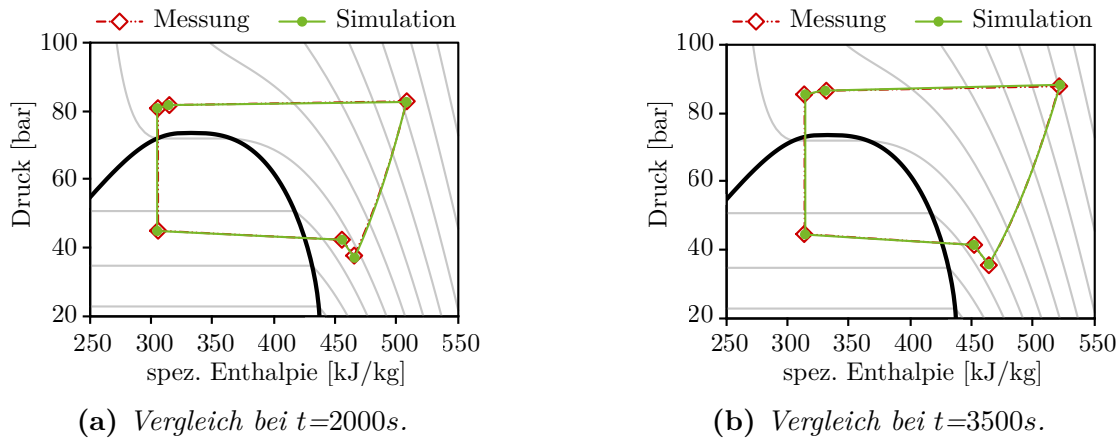 Messung Simulation
100
80
60
40
20
Druck [bar]
250 300 350 400 450 500 550
spez. Enthalpie [kJ/kg]
(a) Vergleich bei t=2000s.
Messung Simulation
100
80
60
40
20
Druck [bar]
250 300 350 400 450 500 550
spez. Enthalpie [kJ/kg]
(b) Vergleich bei t=3500s.